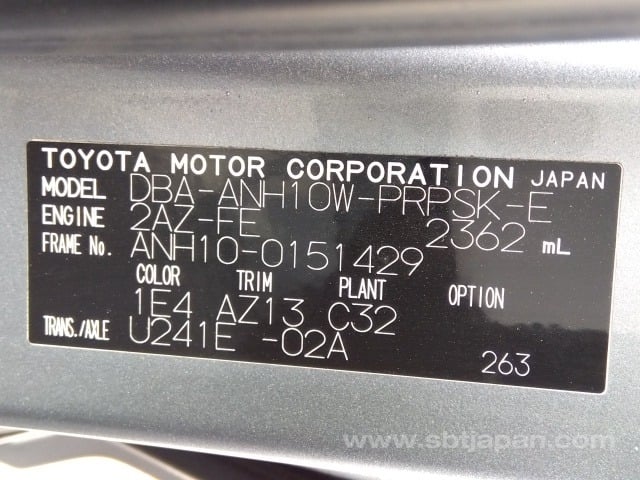 TOYOTA MOTOR CORPORATION JAPAN
MODEL DBA-ANH10W-PRPSK-E
ENGINE 2AZ-FE 2362 mL
FRAME No. ANH10-0151429
COLOR TRIM PLANT OPTION
1E4 AZ13 C32
TRANS./AXLE U241E -02A
263
www.sbtjapan.com